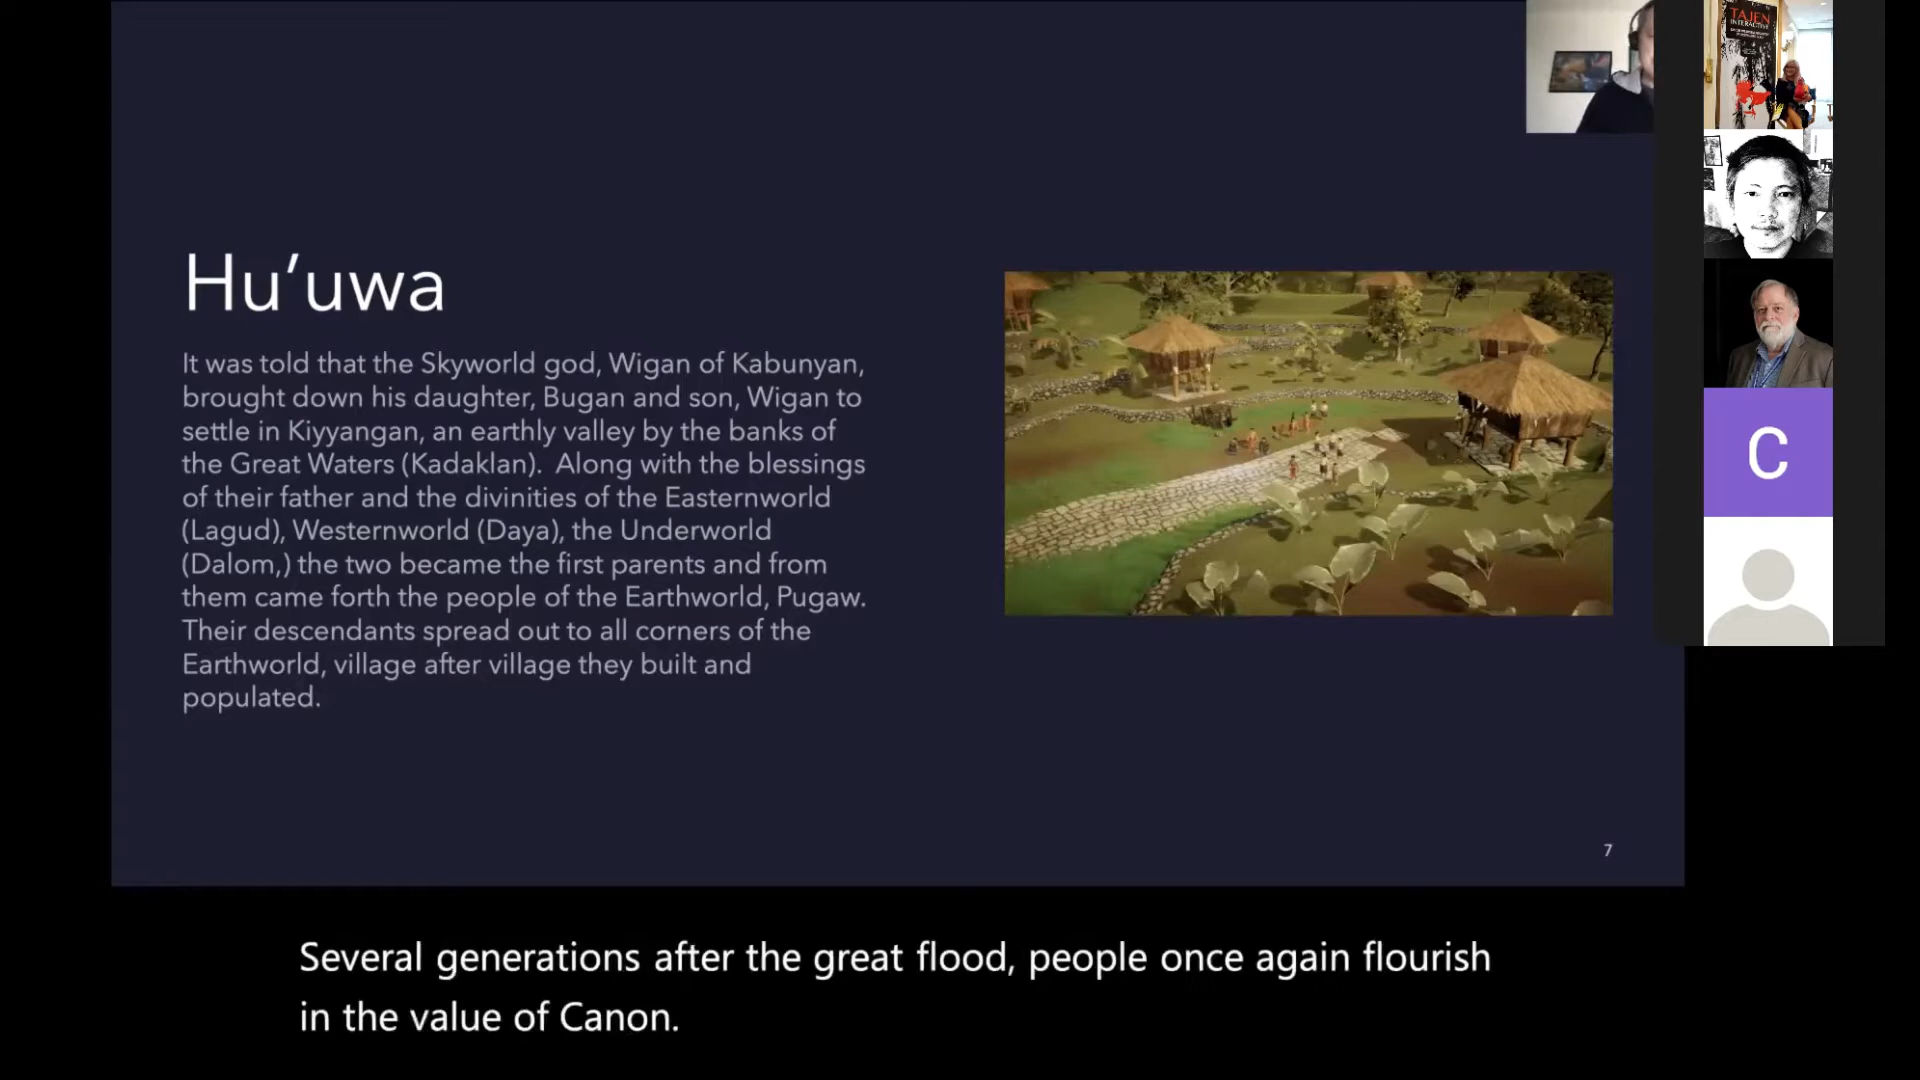 Hu’uwa
It was told that the Skyworld god, Wigan of Kabunyan,
brought down his daughter, Bugan and son, Wigan to
settle in Kiyyangan, an earthly valley by the banks of
the Great Waters (Kadaklan).  Along with the blessings
of their father and the divinities of the Easternworld
(Lagud), Westernworld (Daya), the Underworld
(Dalom,) the two became the first parents and from
them came forth the people of the Earthworld, Pugaw.
Their descendants spread out to all corners of the
Earthworld, village after village they built and
populated.
7
TAJEN
INTERACTIVE
C
Several generations after the great flood, people once again flourish
in the value of Canon.